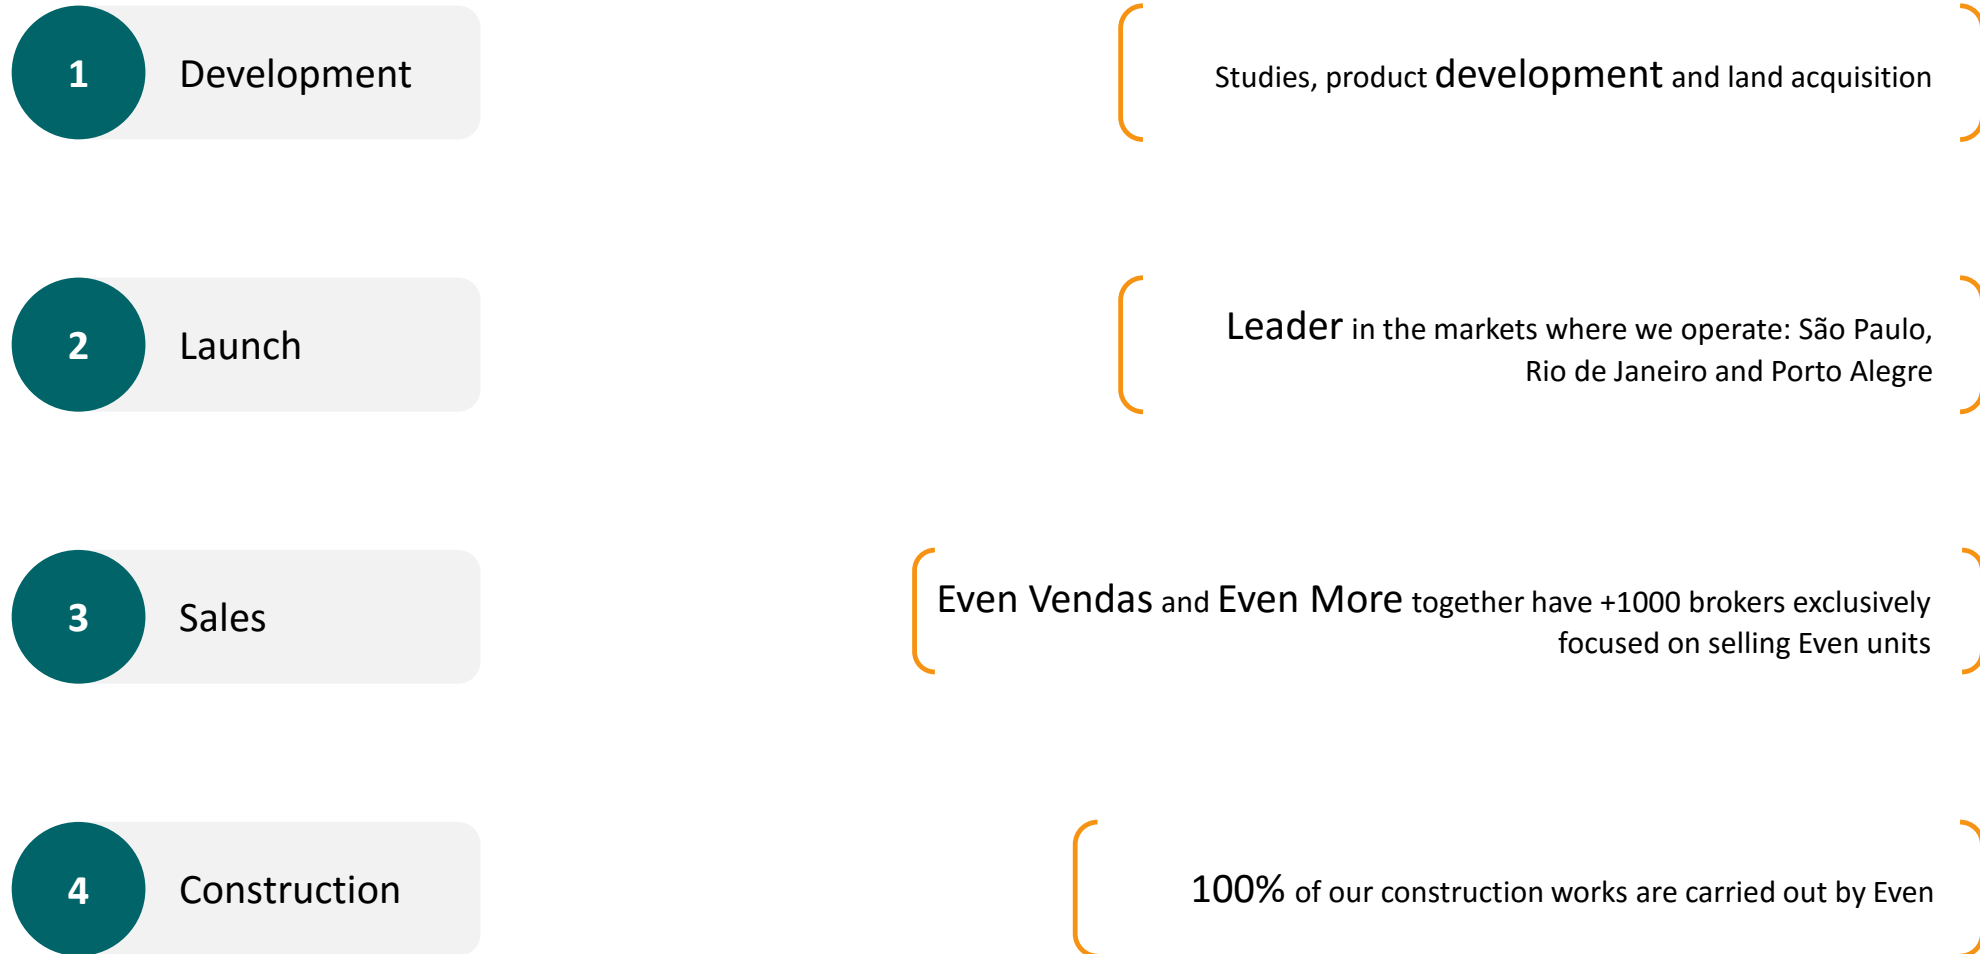 1 Development
Studies, product development and land acquisition
2 Launch
Leader in the markets where we operate: São Paulo,
Rio de Janeiro and Porto Alegre
3 Sales
Even Vendas and Even More together have +1000 brokers exclusively
focused on selling Even units
4 Construction
100% of our construction works are carried out by Even